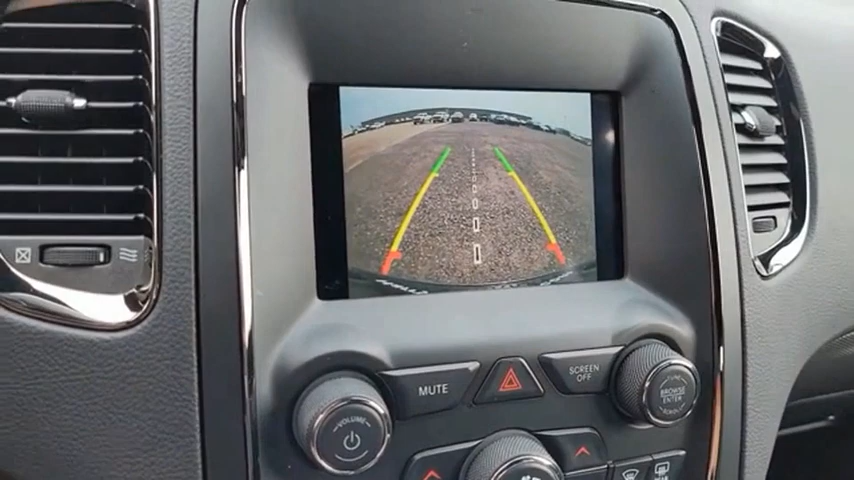 MUTE
SCREEN
OFF
VOLUME
BROWSE
ENTER